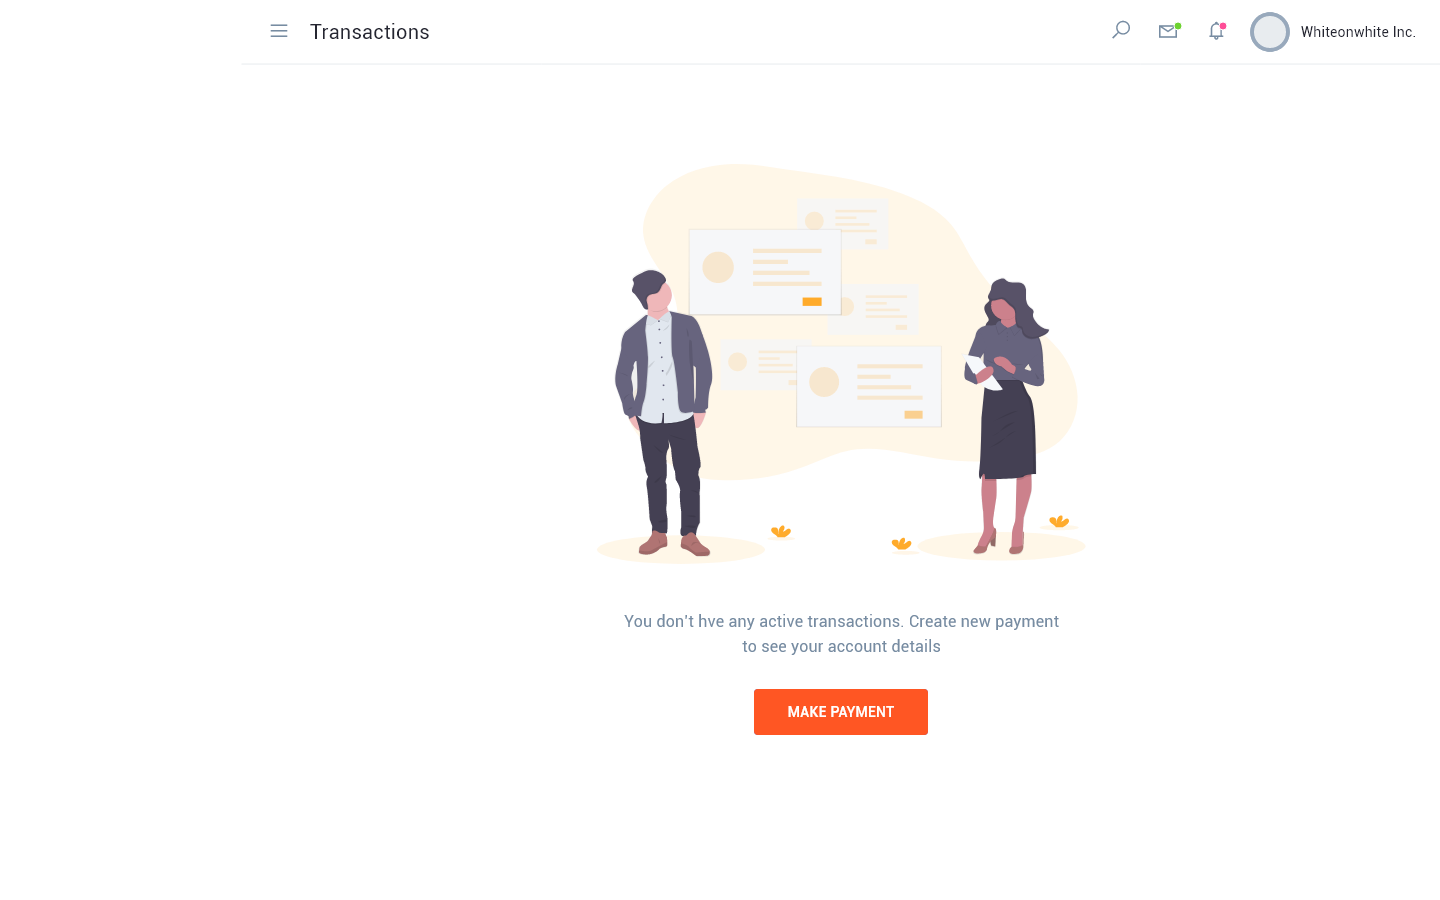 Transactions
Whiteonwhite Inc.
You don't hve any active transactions. Create new payment
to see your account details
MAKE PAYMENT